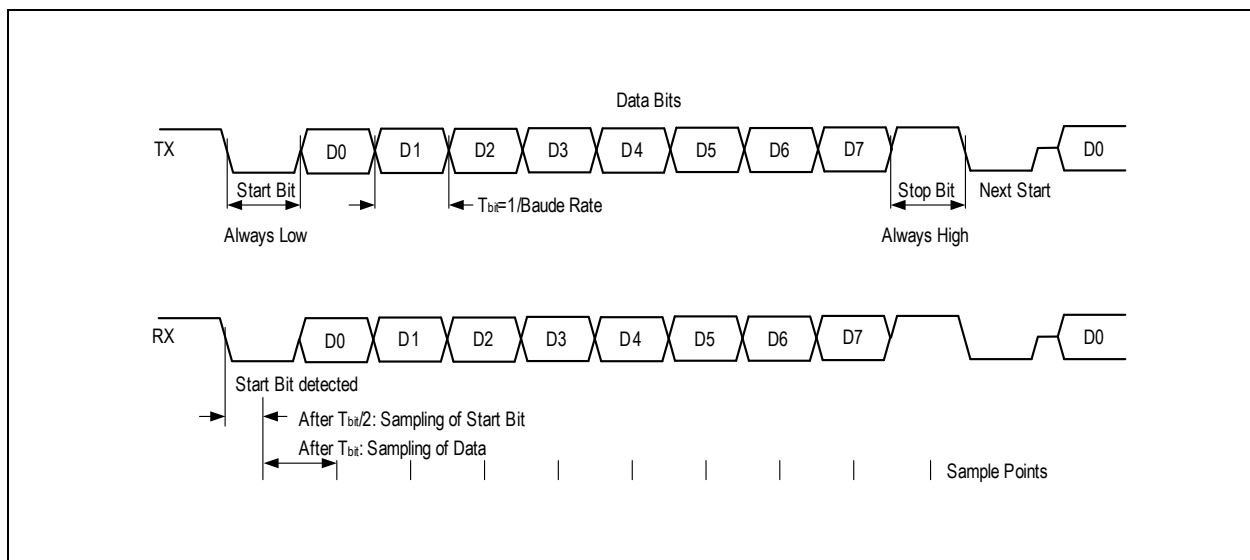 Data Bits
TX D0 D1 D2 D3 D4 D5 D6 D7 D0
Start Bit Stop Bit Next Start
Tbit=1/Baude Rate
Always Low Always High
RX D0 D1 D2 D3 D4 D5 D6 D7 D0
Start Bit detected
After Tbit/2: Sampling of Start Bit
After Tbit: Sampling of Data
Sample Points